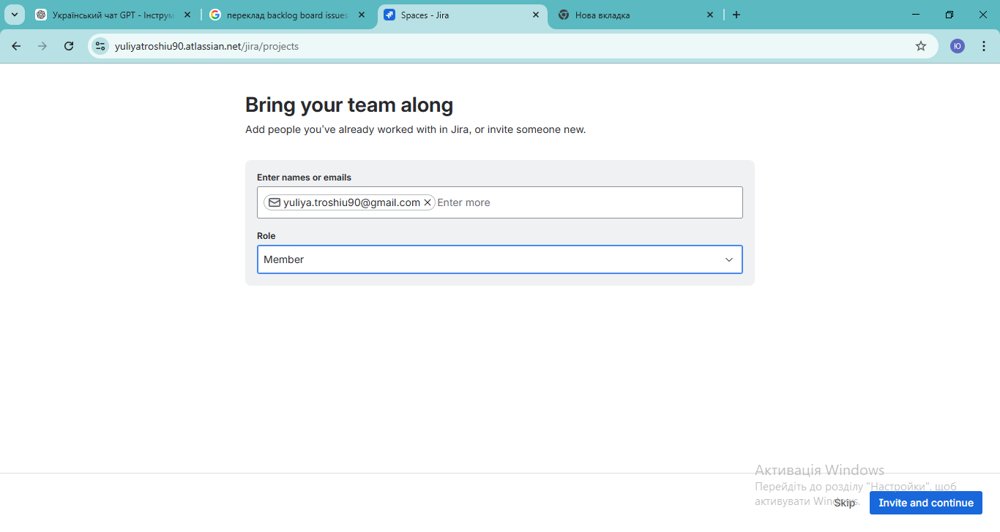 Український чат GPT - Інструм
переклад backlog board issues
Spaces - Jira
Нова вкладка
yuliyatroshiu90.atlassian.net/jira/projects
Ю
Bring your team along
Add people you’ve already worked with in Jira, or invite someone new.
Enter names or emails
yuliya.troshiu90@gmail.com Enter more
Role
Member
Активація Windows
Перейдіть до розділу "Настройки", щоб
активувати Windows.
Skip
Invite and continue